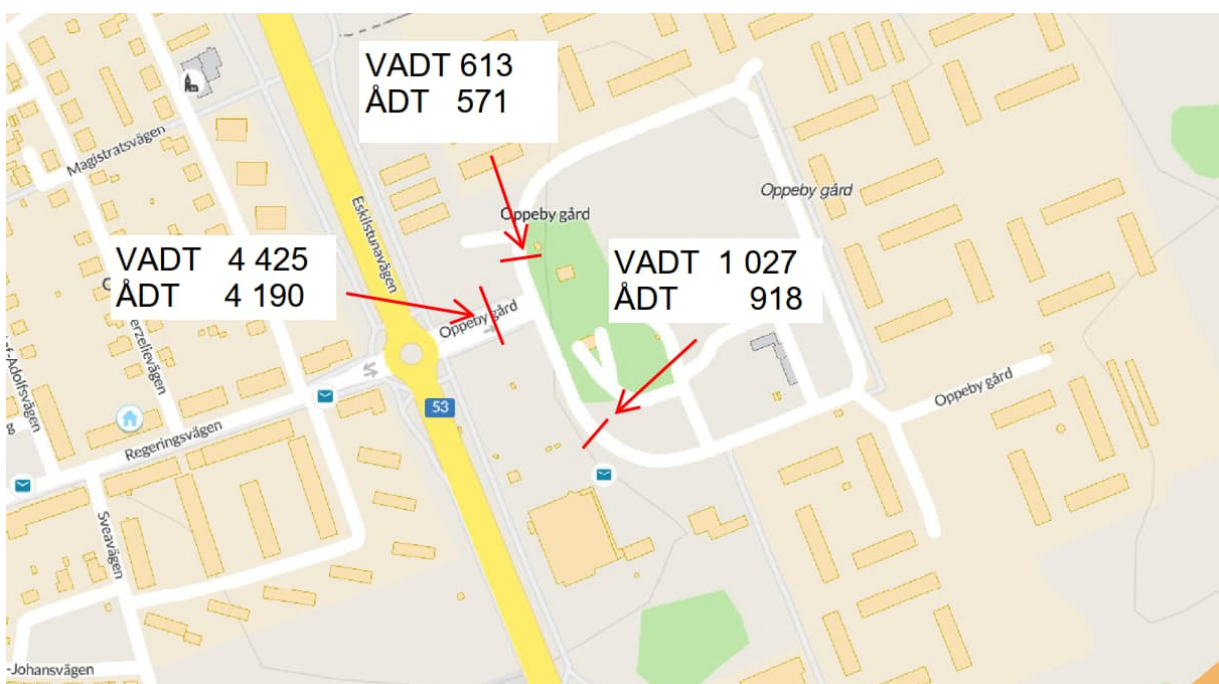 VADT 613
ÅDT 571
Magistratsvägen
Eskilstunavägen
Oppeby gård
Oppeby gård
VADT 4 425
ÅDT 4 190
VADT 1 027
ÅDT 918
Oppeby gård
53
Oppeby gård
Regeringsvägen
Sveavägen
-Johansvägen